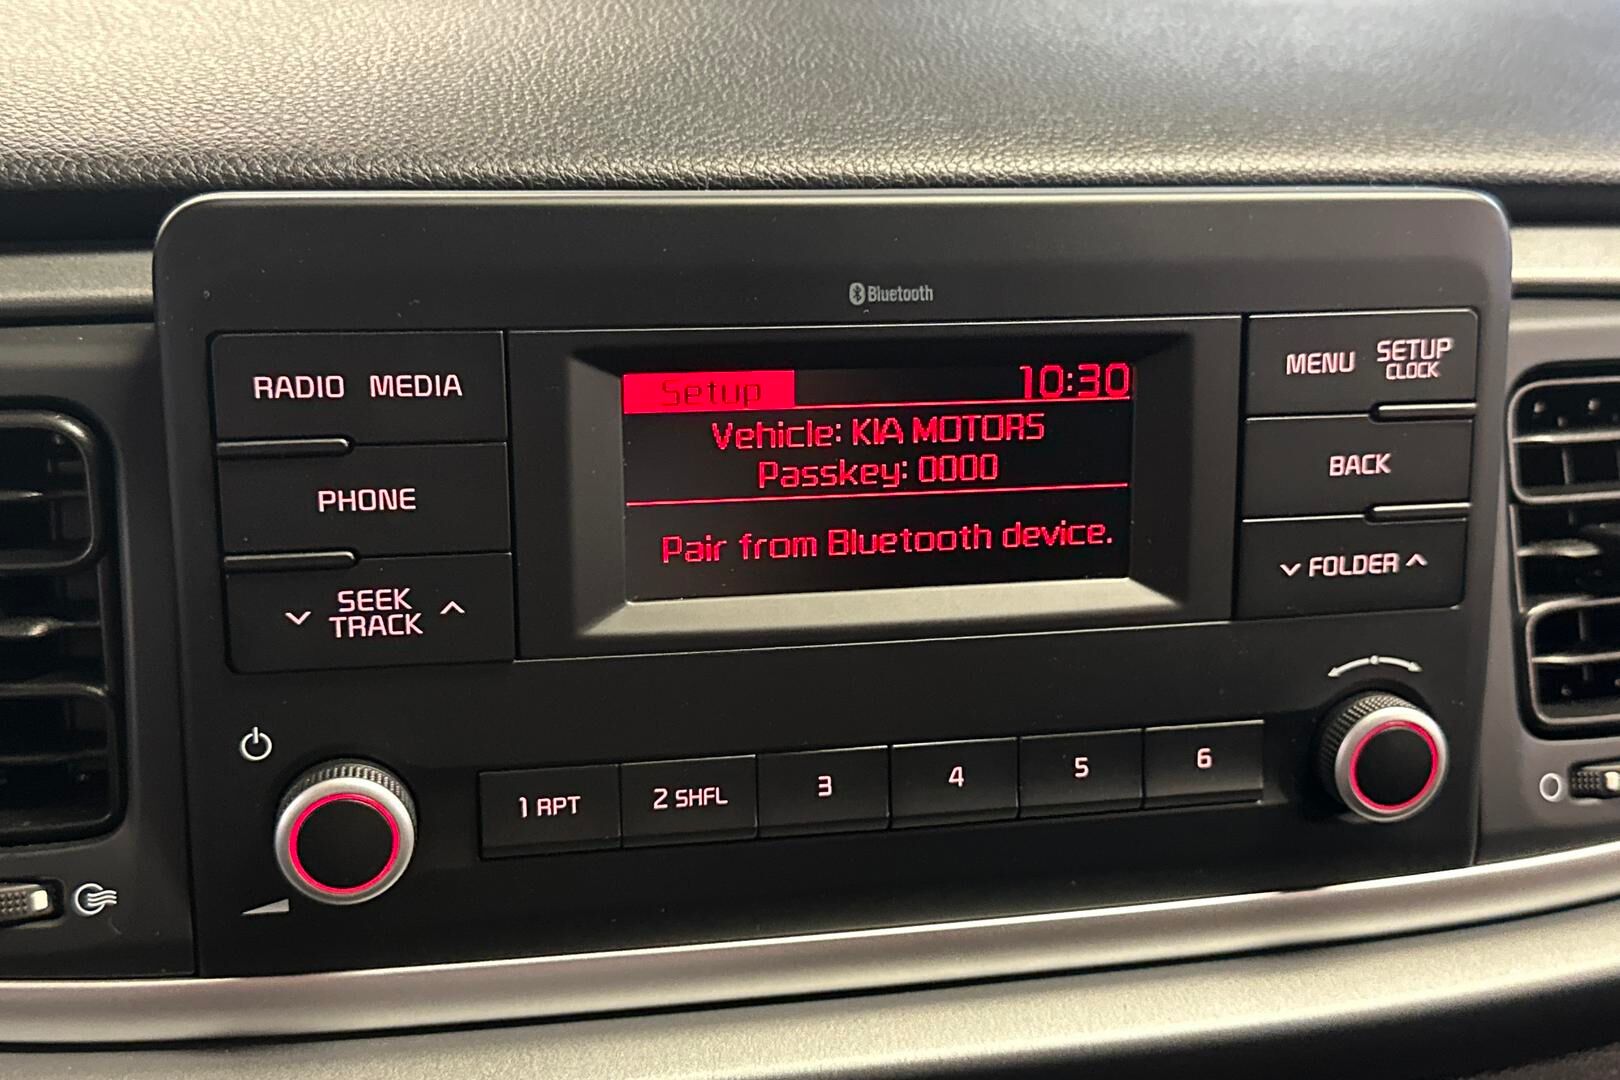 Bluetooth
RADIO MEDIA
PHONE
SEEK
TRACK
Setup 10:30
Vehicle: KIA MOTORS
Passkey: 0000
Pair from Bluetooth device.
MENU SETUP
CLOCK
BACK
FOLDER
1 RPT 2 SHFL 3 4 5 6